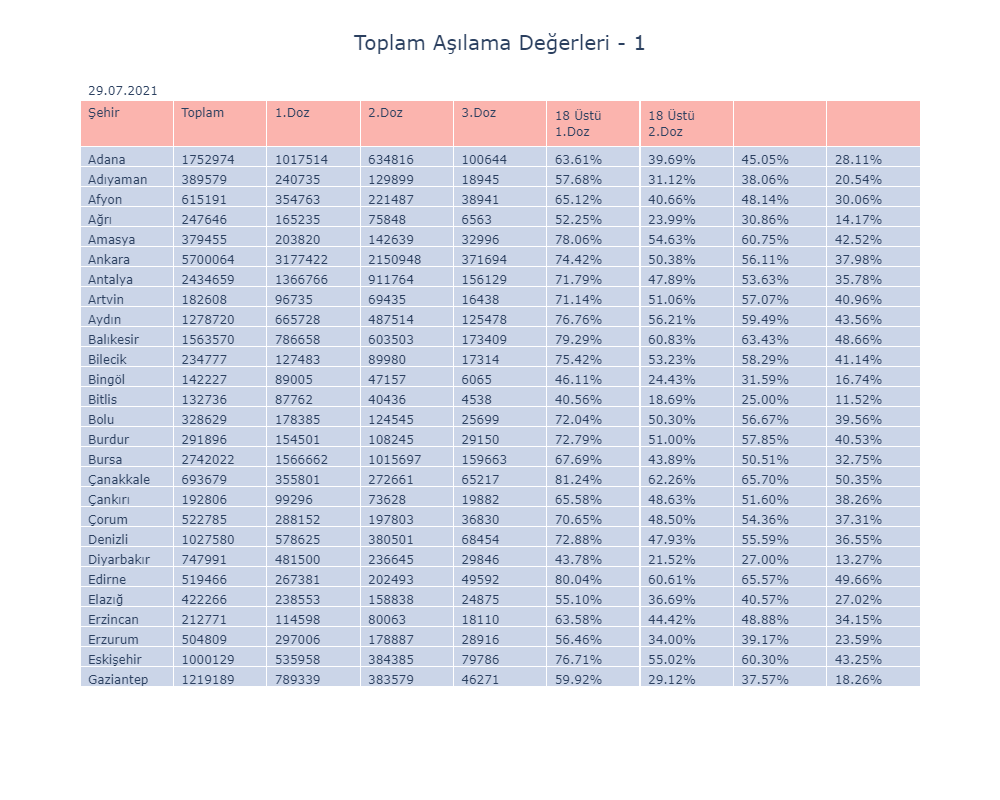 Toplam Aşılama Değerleri - 1
29.07.2021
Şehir Toplam 1.Doz 2.Doz 3.Doz 18 Üstü 1.Doz 18 Üstü 2.Doz
Adana 1752974 1017514 634816 100644 63.61% 39.69% 45.05% 28.11%
Adıyaman 389579 240735 129899 18945 57.68% 31.12% 38.06% 20.54%
Afyon 615191 354763 221487 38941 65.12% 40.66% 48.14% 30.06%
Ağrı 247646 165235 75848 6563 52.25% 23.99% 30.86% 14.17%
Amasya 379455 203820 142639 32996 78.06% 54.63% 60.75% 42.52%
Ankara 5700064 3177422 2150948 371694 74.42% 50.38% 56.11% 37.98%
Antalya 2434659 1366766 911764 156129 71.79% 47.89% 53.63% 35.78%
Artvin 182608 96735 69435 16438 71.14% 51.06% 57.07% 40.96%
Aydın 1278720 665728 487514 125478 76.76% 56.21% 59.49% 43.56%
Balıkesir 1563570 786658 603503 173409 79.29% 60.83% 63.43% 48.66%
Bilecik 234777 127483 89980 17314 75.42% 53.23% 58.29% 41.14%
Bingöl 142227 89005 47157 6065 46.11% 24.43% 31.59% 16.74%
Bitlis 132736 87762 40436 4538 40.56% 18.69% 25.00% 11.52%
Bolu 328629 178385 124545 25699 72.04% 50.30% 56.67% 39.56%
Burdur 291896 154501 108245 29150 72.79% 51.00% 57.85% 40.53%
Bursa 2742022 1566662 1015697 159663 67.69% 43.89% 50.51% 32.75%
Çanakkale 693679 355801 272661 65217 81.24% 62.26% 65.70% 50.35%
Çankırı 192806 99296 73628 19882 65.58% 48.63% 51.60% 38.26%
Çorum 522785 288152 197803 36830 70.65% 48.50% 54.36% 37.31%
Denizli 1027580 578625 380501 68454 72.88% 47.93% 55.59% 36.55%
Diyarbakır 747991 481500 236645 29846 43.78% 21.52% 27.00% 13.27%
Edirne 519466 267381 202493 49592 80.04% 60.61% 65.57% 49.66%
Elazığ 422266 238553 158838 24875 55.10% 36.69% 40.57% 27.02%
Erzincan 212771 114598 80063 18110 63.58% 44.42% 48.88% 34.15%
Erzurum 504809 297006 178887 28916 56.46% 34.00% 39.17% 23.59%
Eskişehir 1000129 535958 384385 79786 76.71% 55.02% 60.30% 43.25%
Gaziantep 1219189 789339 383579 46271 59.92% 29.12% 37.57% 18.26%